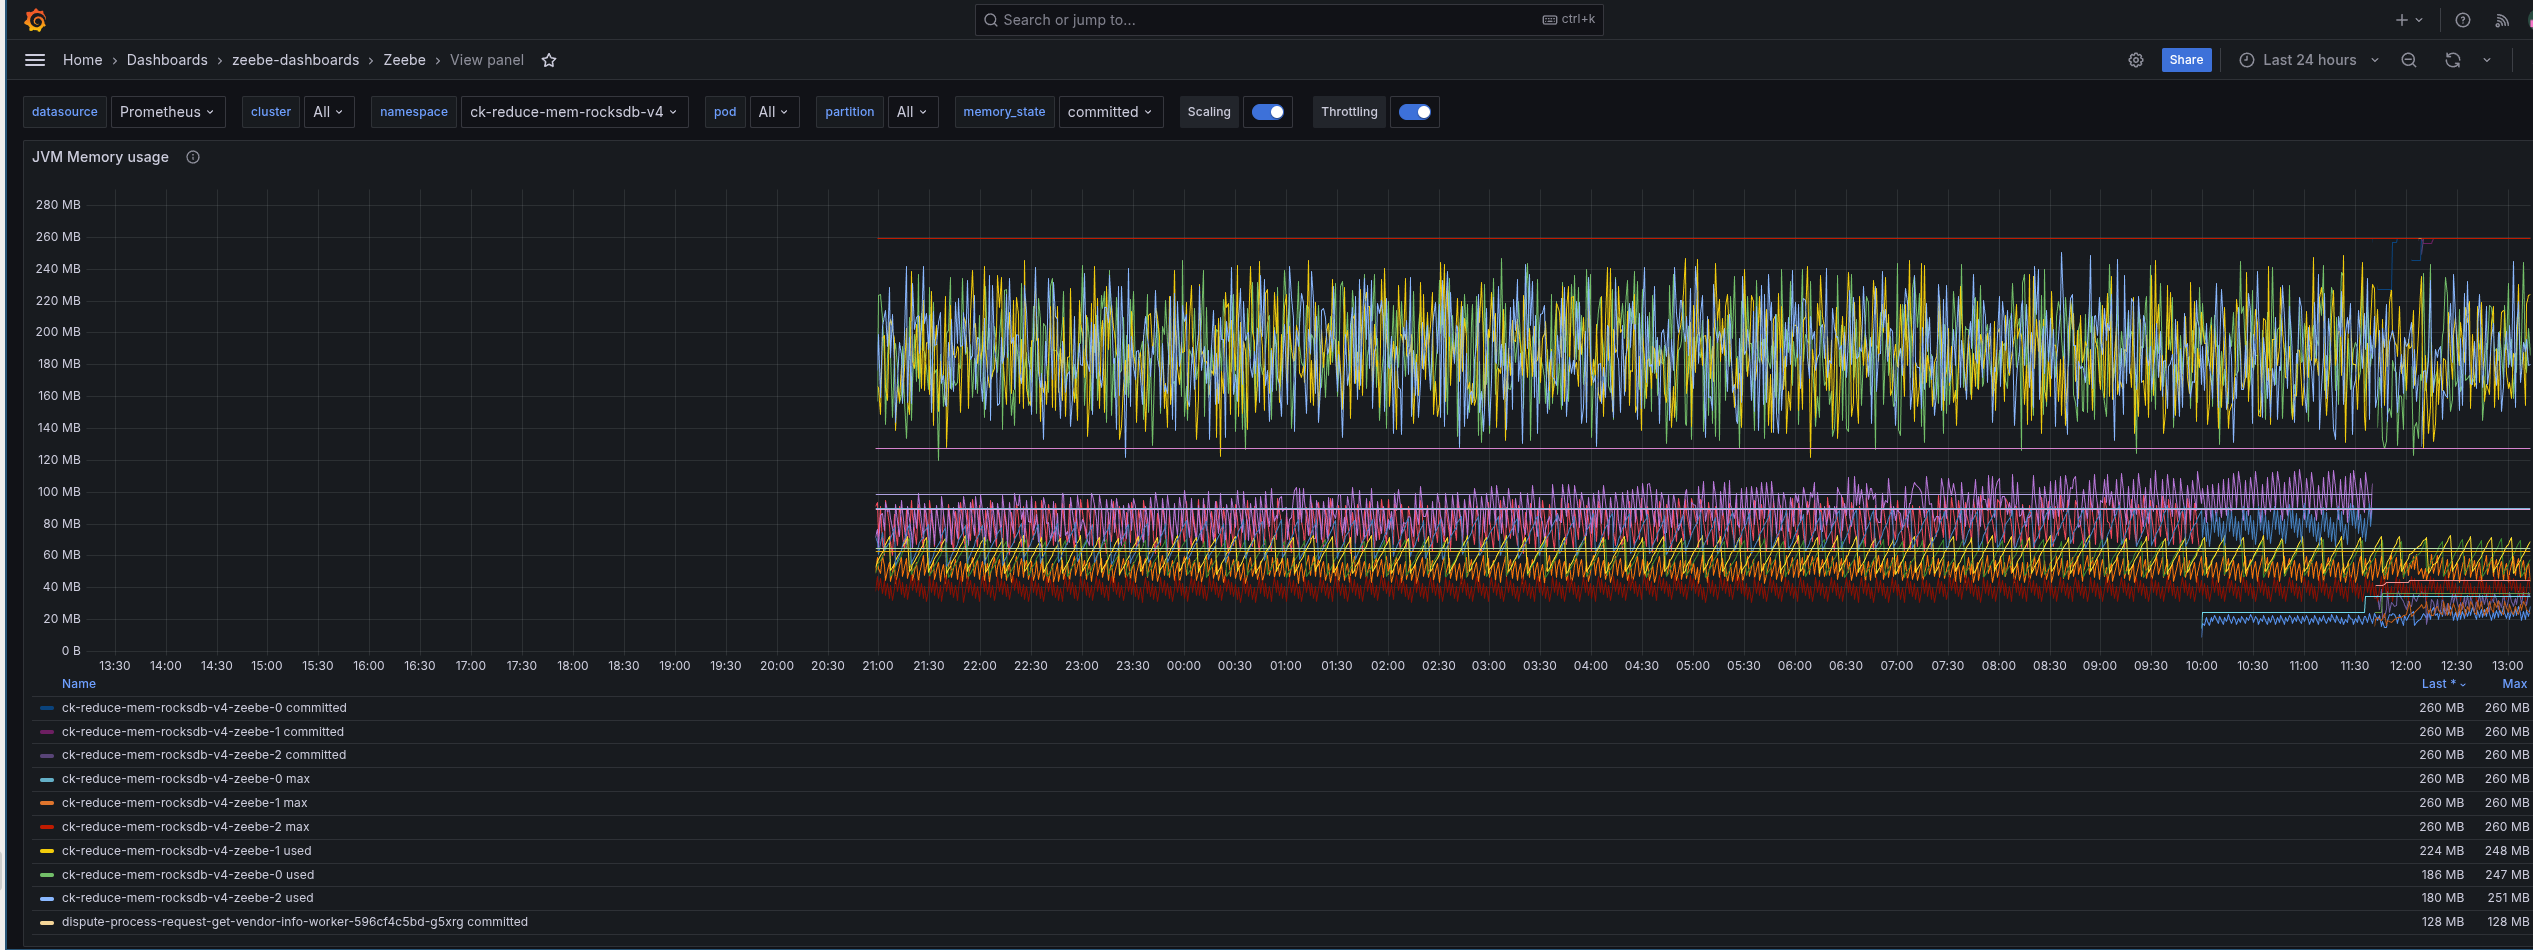 Search or jump to... ctrl+k
Home › Dashboards › zeebe-dashboards › Zeebe › View panel Share Last 24 hours
datasource Prometheus cluster All namespace ck-reduce-mem-rocksdb-v4 pod All partition All memory_state committed Scaling Throttling
JVM Memory usage
280 MB
260 MB
240 MB
220 MB
200 MB
180 MB
160 MB
140 MB
120 MB
100 MB
80 MB
60 MB
40 MB
20 MB
0 B
13:30 14:00 14:30 15:00 15:30 16:00 16:30 17:00 17:30 18:00 18:30 19:00 19:30 20:00 20:30 21:00 21:30 22:00 22:30 23:00 23:30 00:00 00:30 01:00 01:30 02:00 02:30 03:00 03:30 04:00 04:30 05:00 05:30 06:00 06:30 07:00 07:30 08:00 08:30 09:00 09:30 10:00 10:30 11:00 11:30 12:00 12:30 13:00
Name Last * Max
ck-reduce-mem-rocksdb-v4-zeebe-0 committed 260 MB 260 MB
ck-reduce-mem-rocksdb-v4-zeebe-1 committed 260 MB 260 MB
ck-reduce-mem-rocksdb-v4-zeebe-2 committed 260 MB 260 MB
ck-reduce-mem-rocksdb-v4-zeebe-0 max 260 MB 260 MB
ck-reduce-mem-rocksdb-v4-zeebe-1 max 260 MB 260 MB
ck-reduce-mem-rocksdb-v4-zeebe-2 max 260 MB 260 MB
ck-reduce-mem-rocksdb-v4-zeebe-1 used 224 MB 248 MB
ck-reduce-mem-rocksdb-v4-zeebe-0 used 186 MB 247 MB
ck-reduce-mem-rocksdb-v4-zeebe-2 used 180 MB 251 MB
dispute-process-request-get-vendor-info-worker-596cf4c5bd-g5xrg committed 128 MB 128 MB